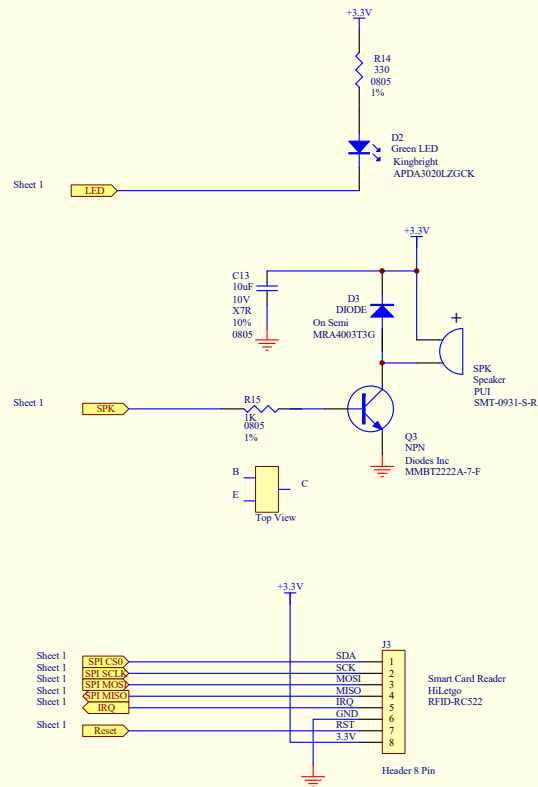 +3.3V
R14
330
0805
1%
D2
Green LED
Kingbright
APDA3020LZGCK
Sheet 1
LED
+3.3V
C13
10uF
10V
X7R
10%
0805
D3
DIODE
On Semi
MRA4003T3G
+
SPK
Speaker
PUI
SMT-0931-S-R
Sheet 1
SPK
R15
1K
0805
1%
Q3
NPN
Diodes Inc
MMBT2222A-7-F
B
C
E
Top View
+3.3V
J3
Sheet 1
SPI CS0
SDA
1
Sheet 1
SPI SCLK
SCK
2
Sheet 1
SPI MOSI
MOSI
3
Sheet 1
SPI MISO
MISO
4
Sheet 1
IRQ
IRQ
5
GND
6
Sheet 1
Reset
RST
7
3.3V
8
Smart Card Reader
HiLetgo
RFID-RC522
Header 8 Pin